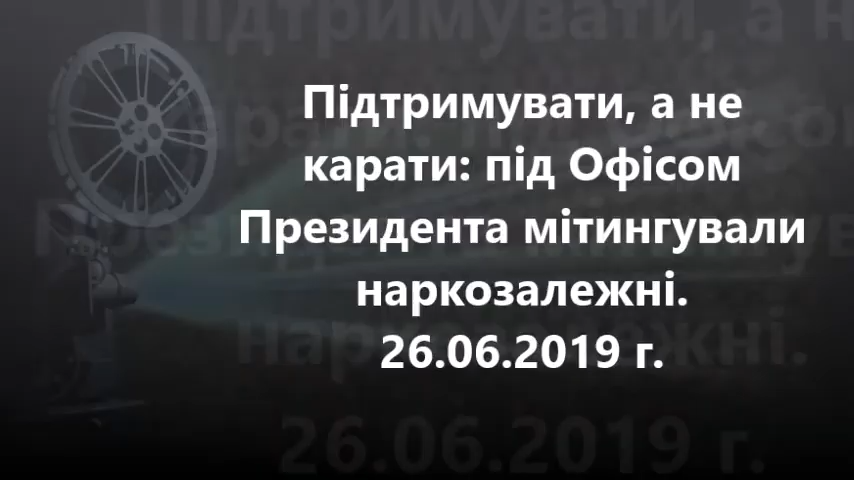 Підтримувати, а не
карати: під Офісом
Президента мітингували
наркозалежні.
26.06.2019 г.